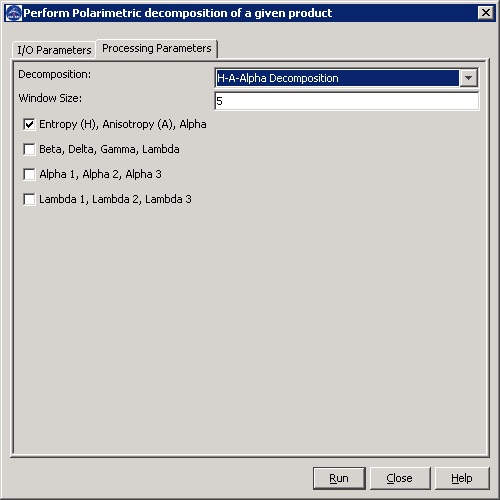 Perform Polarimetric decomposition of a given product
I/O Parameters Processing Parameters
Decomposition: H-A-Alpha Decomposition
Window Size: 5
Entropy (H), Anisotropy (A), Alpha
Beta, Delta, Gamma, Lambda
Alpha 1, Alpha 2, Alpha 3
Lambda 1, Lambda 2, Lambda 3
Run Close Help